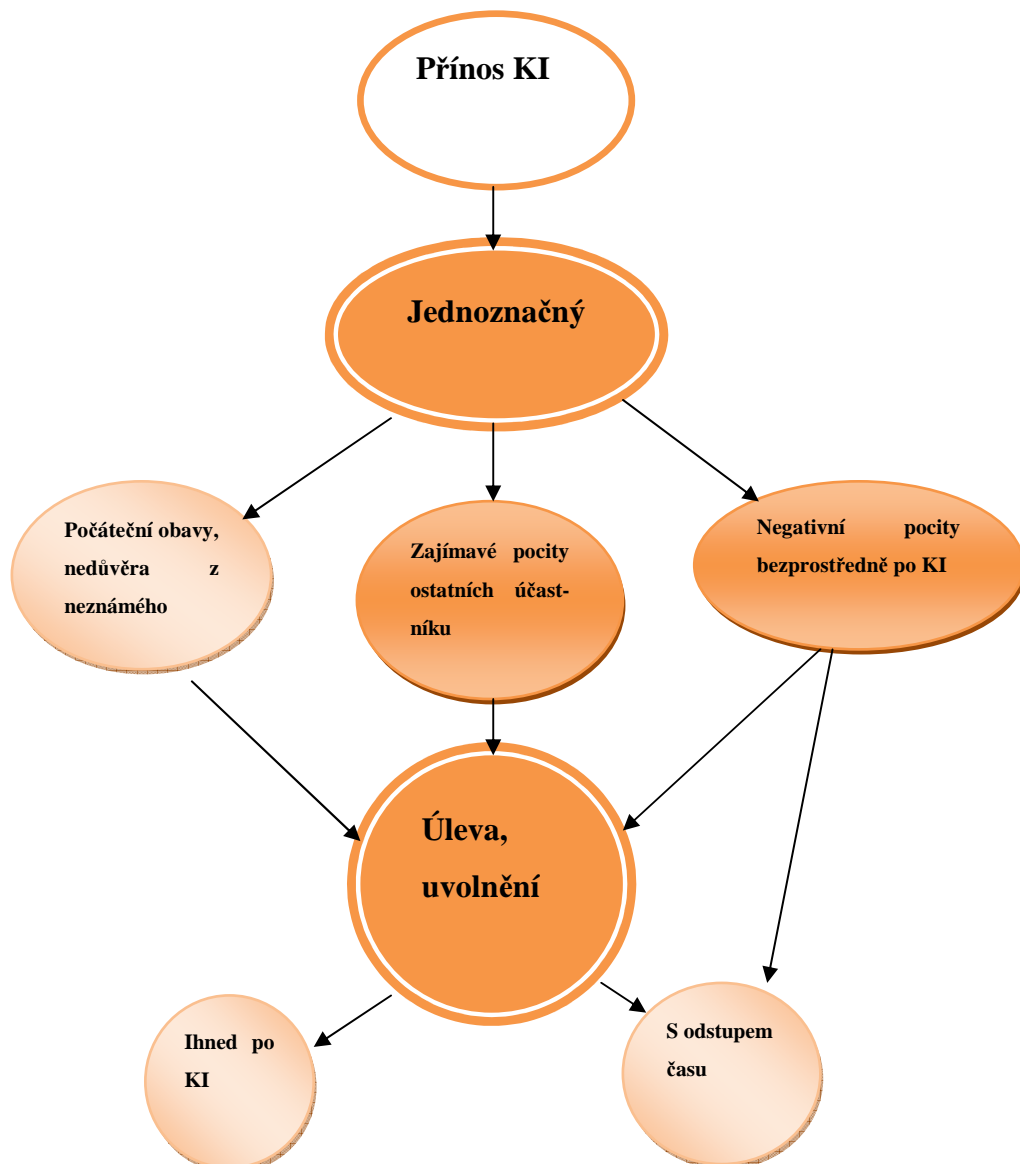 Přínos KI
Jednoznačný
Počáteční obavy,
nedůvěra z
neznámého
Zajímavé pocity
ostatních účast-
níku
Negativní pocity
bezprostředně po KI
Úleva,
uvolnění
Ihned po
KI
S odstupem
času